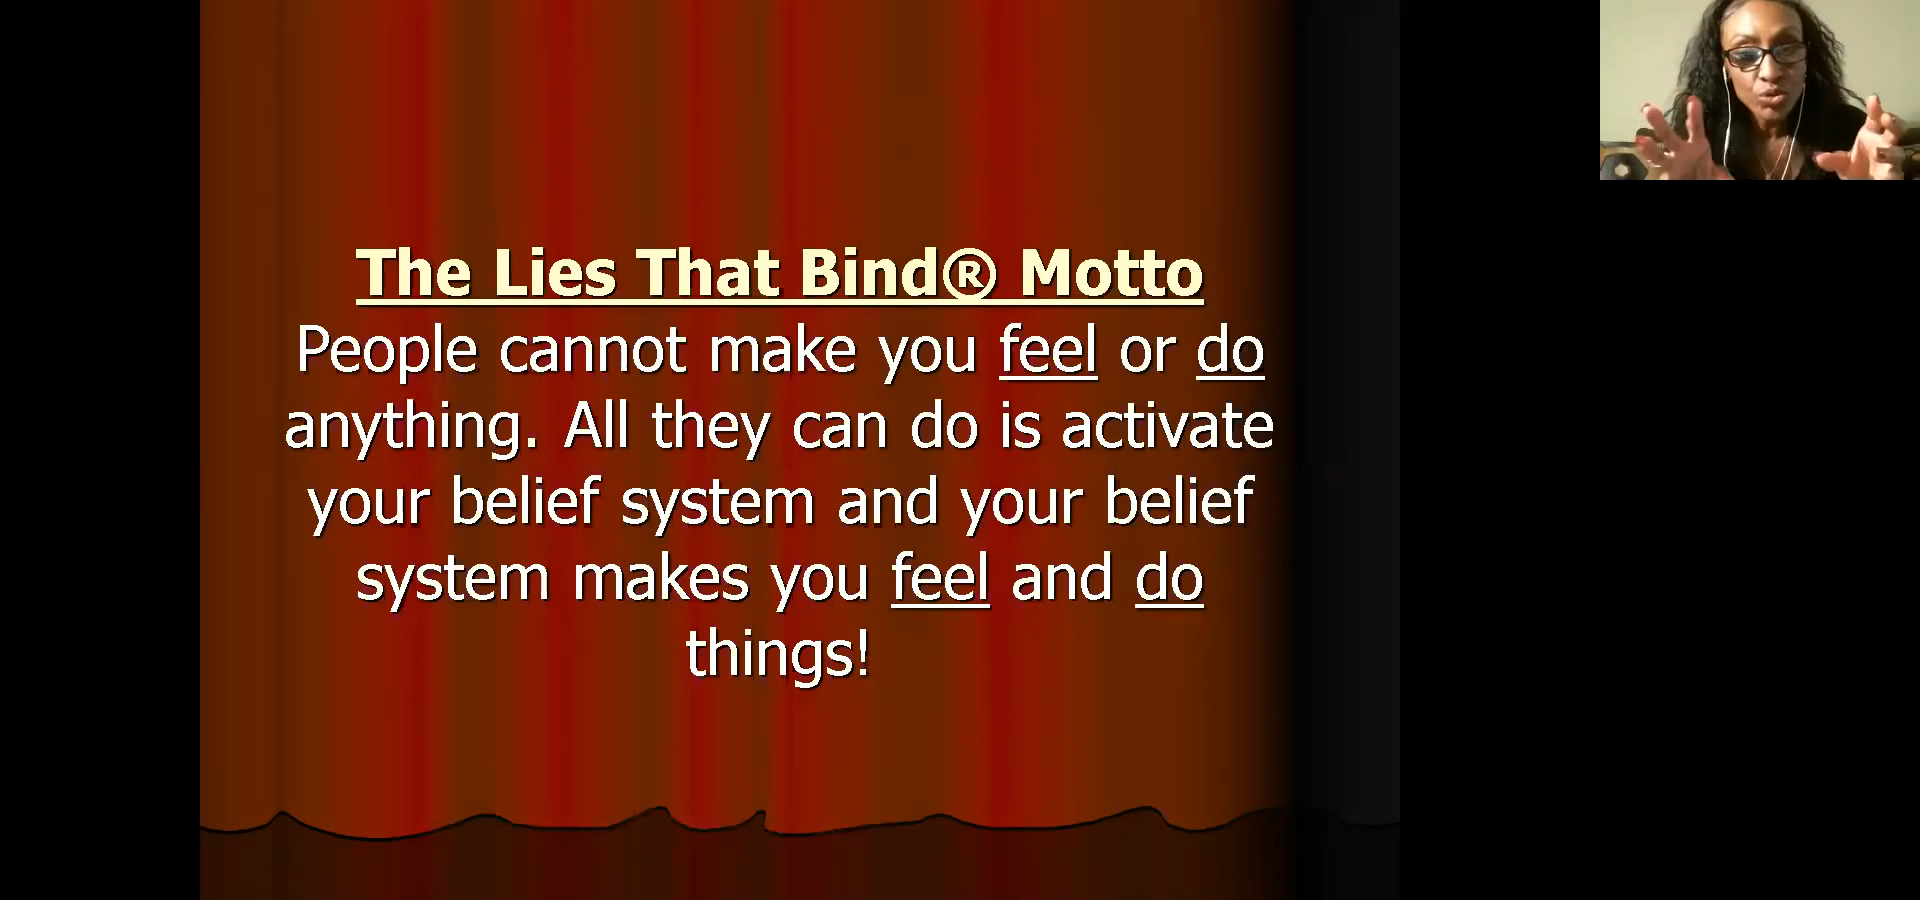 The Lies That Bind® Motto
People cannot make you feel or do
anything. All they can do is activate
your belief system and your belief
system makes you feel and do
things!